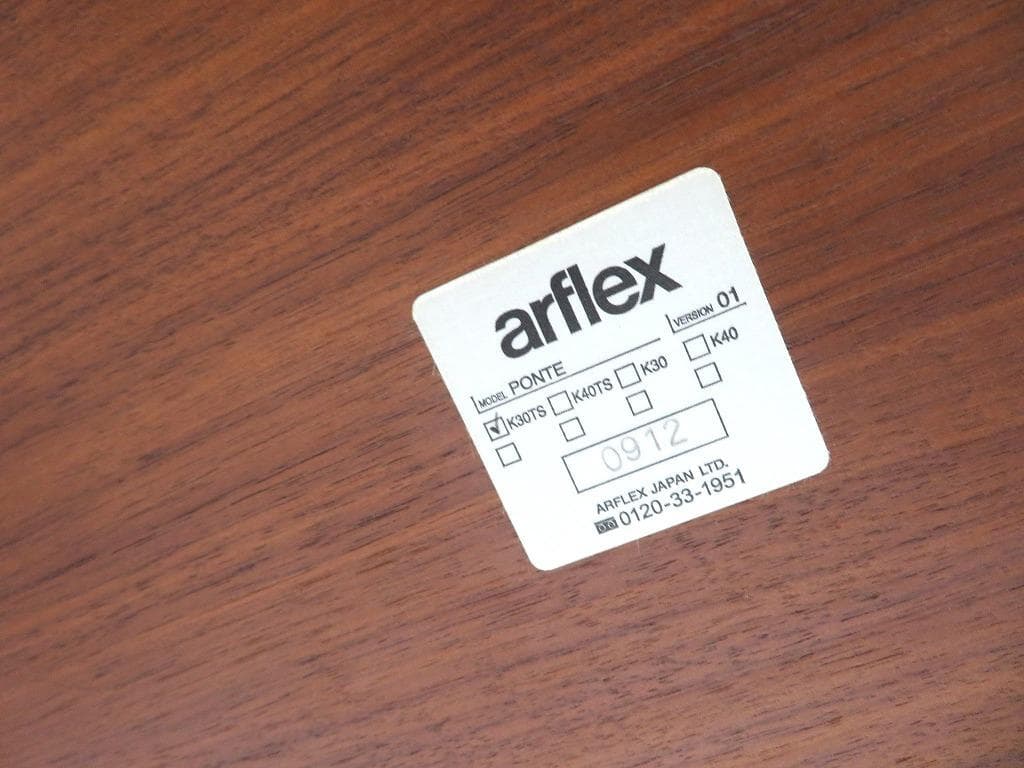 arflex
MODEL PONTE VERSION 01
K30TS K40TS K30 K40
0912
ARFLEX JAPAN LTD.
0120-33-1951